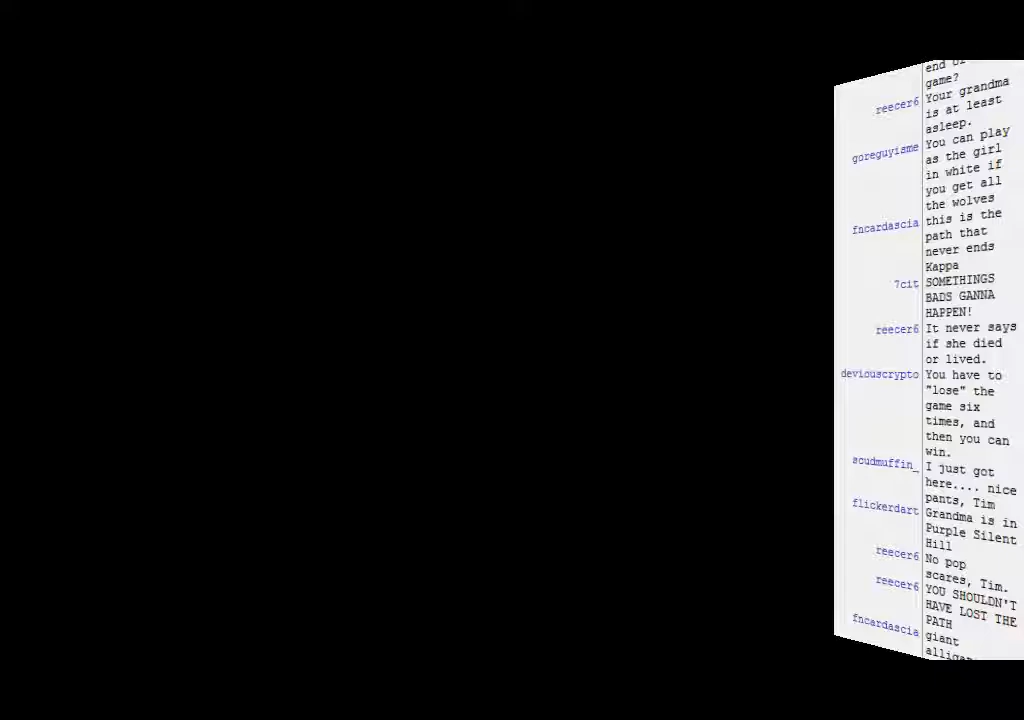 end of
game?
reecer6 Your grandma
is at least
asleep.
goreguyisme You can play
as the girl
in white if
you get all
the wolves
fncardascia this is the
path that
never ends
Kappa
7cit SOMETHINGS
BADS GANNA
HAPPEN!
reecer6 It never says
if she died
or lived.
deviouscrypto You have to
"lose" the
game six
times, and
then you can
win.
scudmuffin_ I just got
here.... nice
pants, Tim
flickerdart Grandma is in
Purple Silent
Hill
reecer6 No pop
scares, Tim.
reecer6 YOU SHOULDN'T
HAVE LOST THE
PATH
fncardascia giant